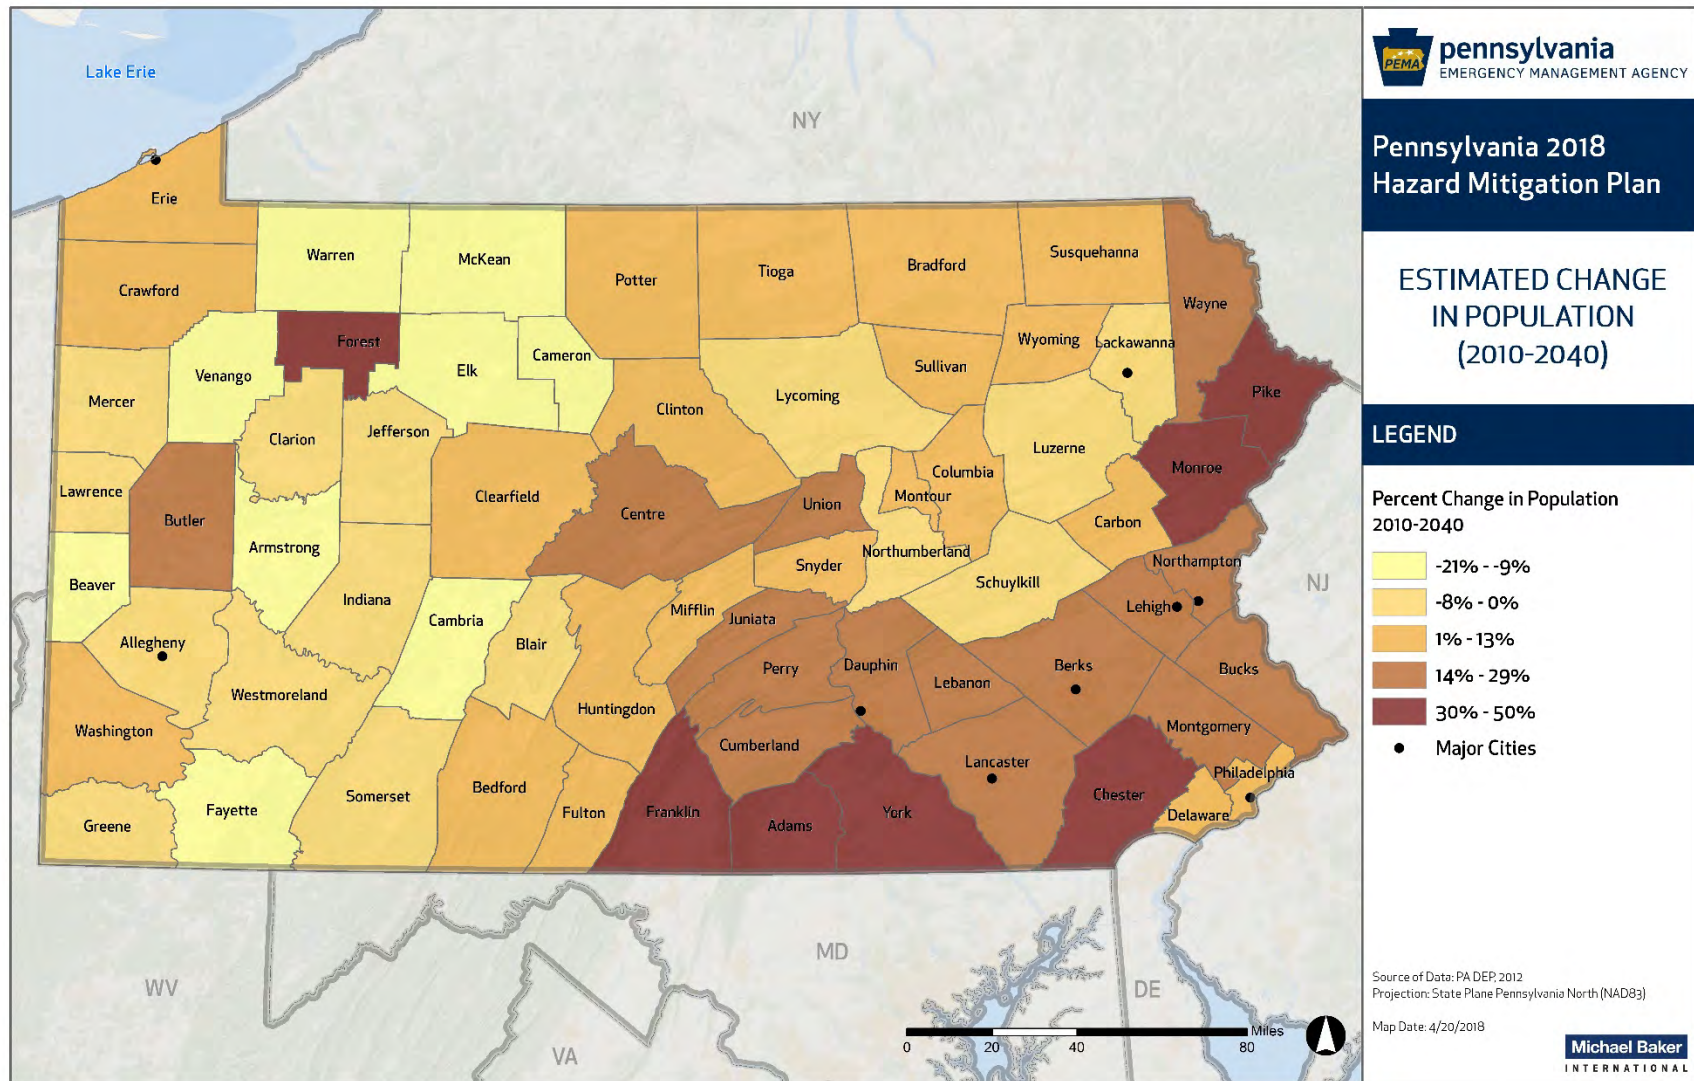 Lake Erie
NY
Erie
Warren
McKean
Potter
Tioga
Bradford
Susquehanna
Crawford
Wayne
Forest
Cameron
Wyoming
Lackawanna
Venango
Elk
Sullivan
Pike
Mercer
Lycoming
Clinton
Clarion
Jefferson
Luzerne
Monroe
Columbia
Lawrence
Clearfield
Montour
Butler
Centre
Union
Carbon
Armstrong
Northumberland
Northampton
Beaver
Snyder
Schuylkill
NJ
Indiana
Mifflin
Lehigh
Cambria
Juniata
Allegheny
Blair
Perry
Dauphin
Berks
Bucks
Lebanon
Westmoreland
Huntingdon
Washington
Cumberland
Montgomery
Lancaster
Philadelphia
Somerset
Bedford
Chester
Fayette
Fulton
Franklin
York
Delaware
Greene
Adams
MD
WV
DE
VA
Miles
0 20 40 80
PEMA
pennsylvania
EMERGENCY MANAGEMENT AGENCY
Pennsylvania 2018
Hazard Mitigation Plan
ESTIMATED CHANGE
IN POPULATION
(2010-2040)
LEGEND
Percent Change in Population
2010-2040
-21% - -9%
-8% - 0%
1% - 13%
14% - 29%
30% - 50%
Major Cities
Source of Data: PA DEP, 2012
Projection: State Plane Pennsylvania North (NAD83)
Map Date: 4/20/2018
Michael Baker
INTERNATIONAL